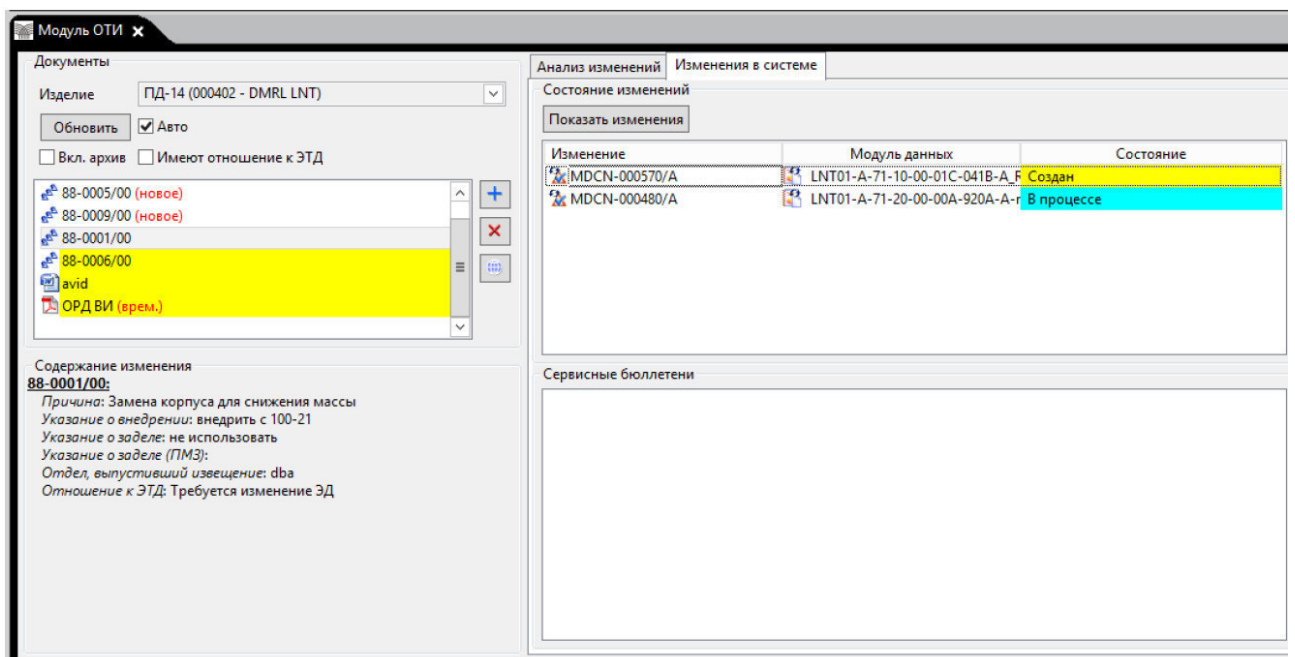 Модуль ОТИ
Документы
Изделие ПД-14 (000402 - DMRL LNT)
Обновить Авто
Вкл. архив Имеют отношение к ЭТД
88-0005/00 (новое)
88-0009/00 (новое)
88-0001/00
88-0006/00
avid
ОРД ВИ (врем.)
Содержание изменения
88-0001/00:
Причина: Замена корпуса для снижения массы
Указание о внедрении: внедрить с 100-21
Указание о заделе: не использовать
Указание о заделе (ПМЗ):
Отдел, выпустивший извещение: dba
Отношение к ЭТД: Требуется изменение ЭД
Анализ изменений Изменения в системе
Состояние изменений
Показать изменения
Изменение Модуль данных Состояние
MDCN-000570/A LNT01-A-71-10-00-01C-041B-A_R Создан
MDCN-000480/A LNT01-A-71-20-00-00A-920A-A-r В процессе
Сервисные бюллетени